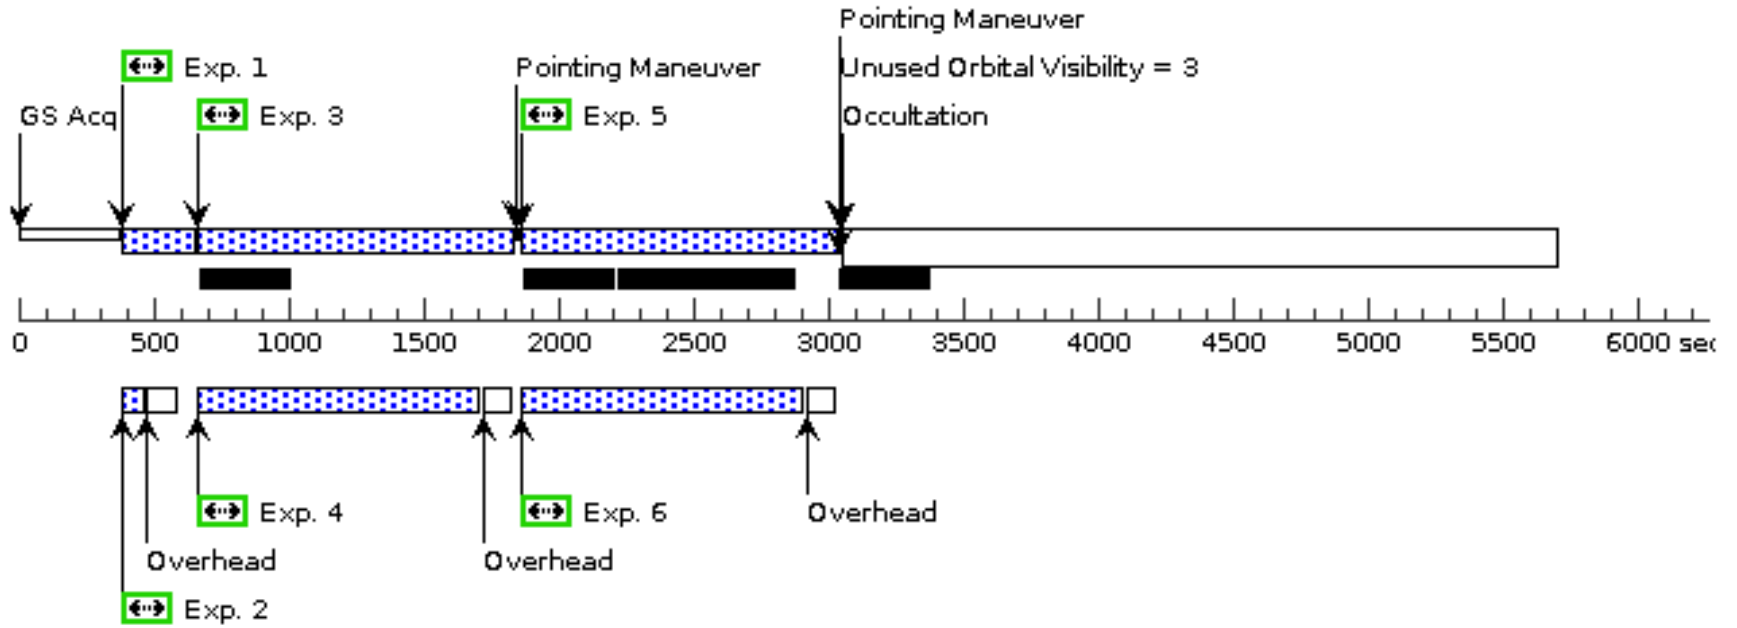 Pointing Maneuver
Exp. 1
Pointing Maneuver
Unused Orbital Visibility = 3
GS Acq
Exp. 3
Exp. 5
Occultation
0 500 1000 1500 2000 2500 3000 3500 4000 4500 5000 5500 6000 sec
Exp. 4
Exp. 6
Overhead
Overhead
Overhead
Exp. 2